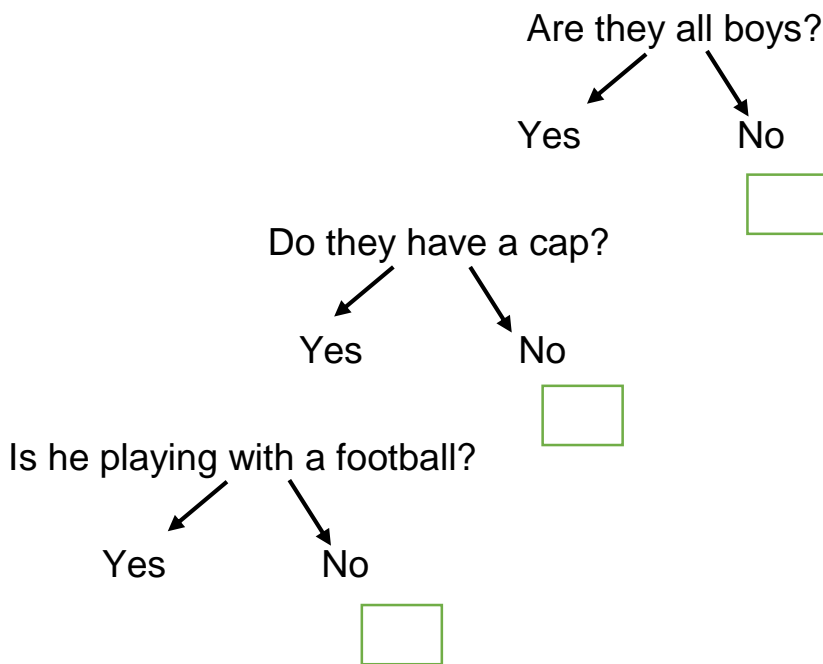 Are they all boys?
Yes No
Do they have a cap?
Yes No
Is he playing with a football?
Yes No